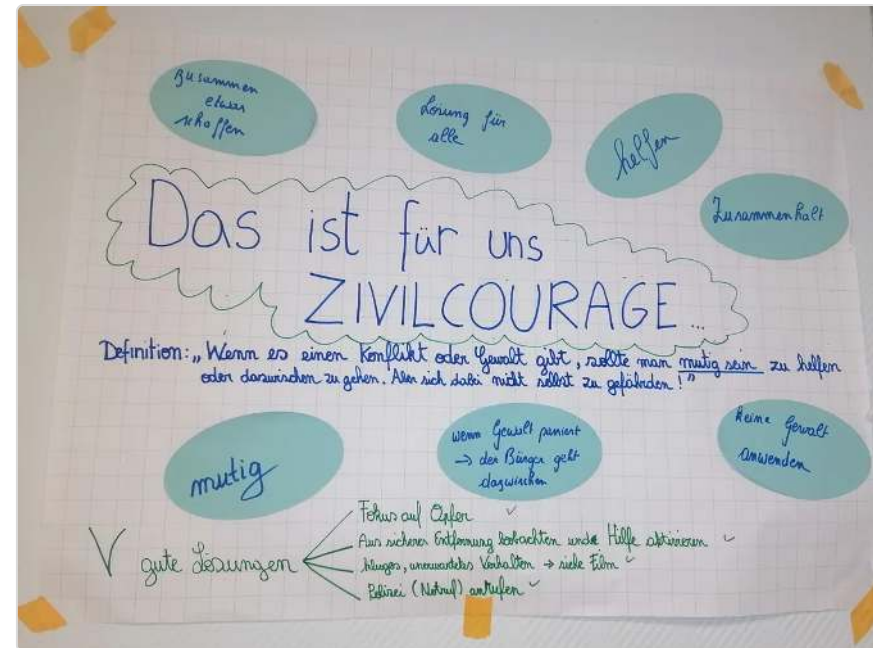 Zusammen
etwas
schaffen
Lösung für
alle
helfen
Zusammenhalt
Das ist für uns
ZIVILCOURAGE...
Definition: „Wenn es einen Konflikt oder Gewalt gibt, sollte man mutig sein zu helfen
oder dazwischen zu gehen. Aber sich dabei nicht selbst zu gefährden!"
mutig
wenn Gewalt passiert
→ der Bürger geht
dazwischen
Keine Gewalt
anwenden
V gute Lösungen
Fokus auf Opfer ✓
Aus sicherer Entfernung beobachten und Hilfe aktivieren ✓
kluges, unerwartetes Verhalten → siehe Film ✓
Polizei (Notruf) anrufen ✓